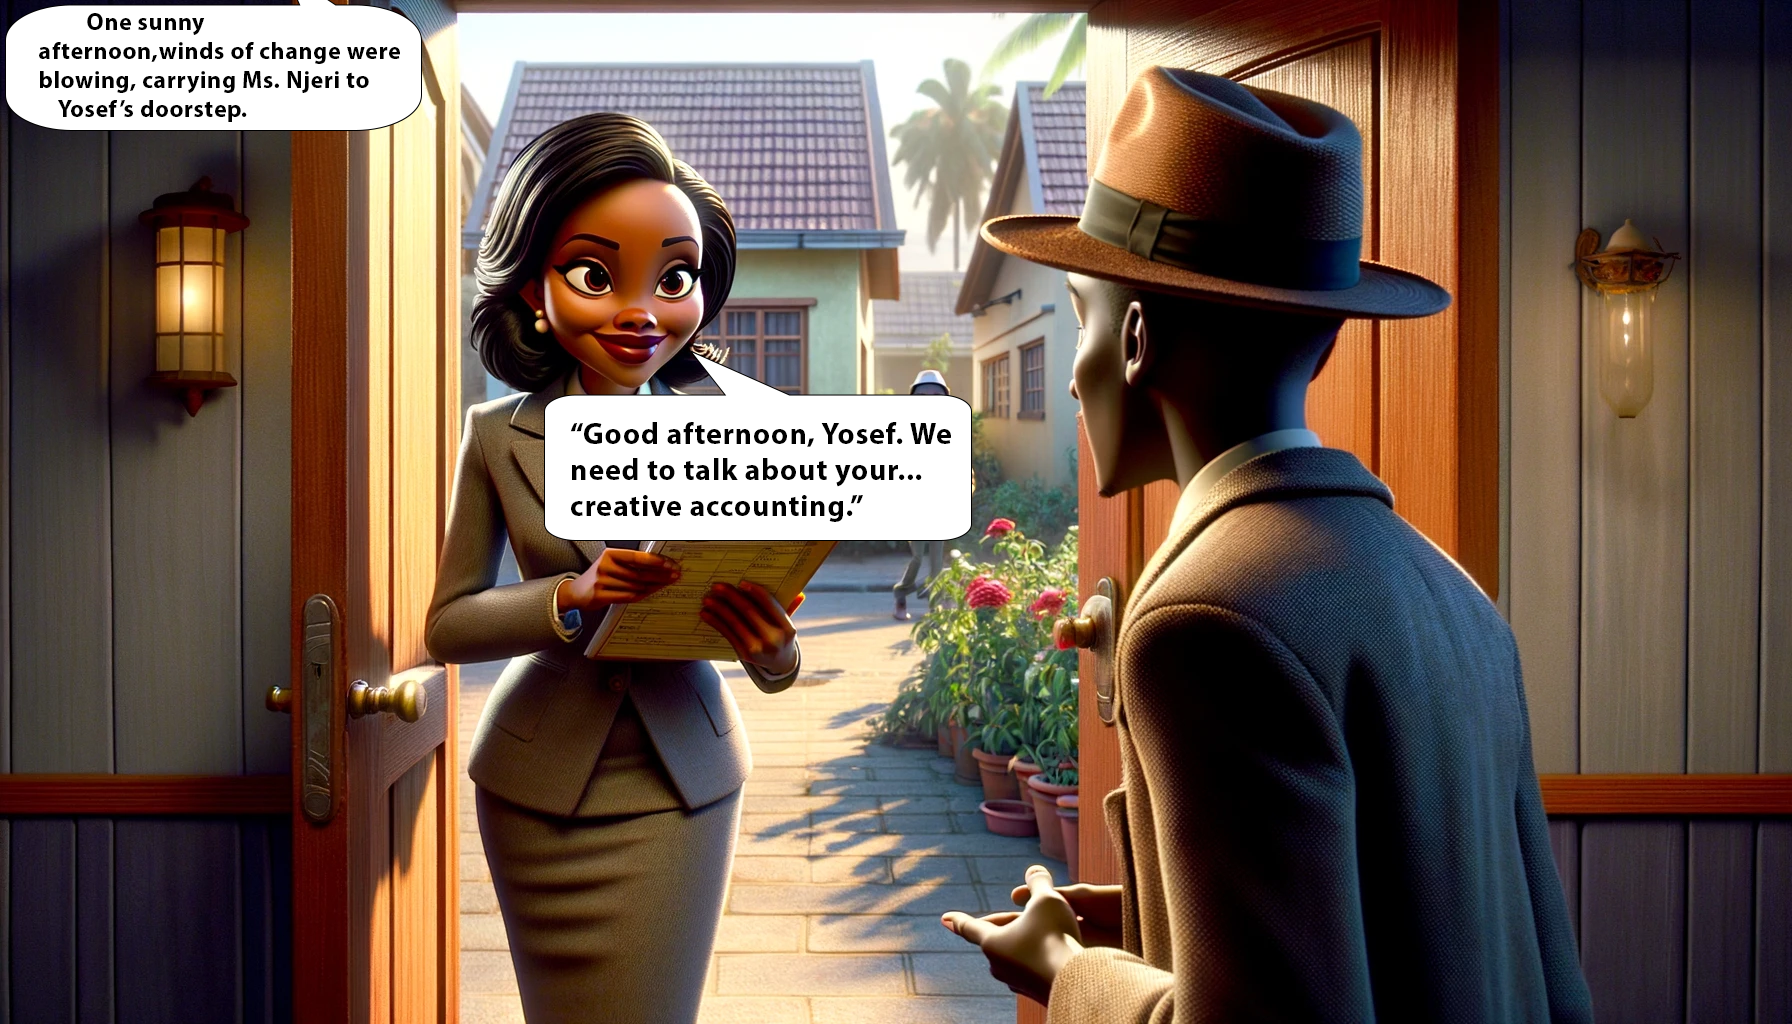 One sunny
afternoon,winds of change were
blowing, carrying Ms. Njeri to
Yosef’s doorstep.
“Good afternoon, Yosef. We
need to talk about your...
creative accounting.”